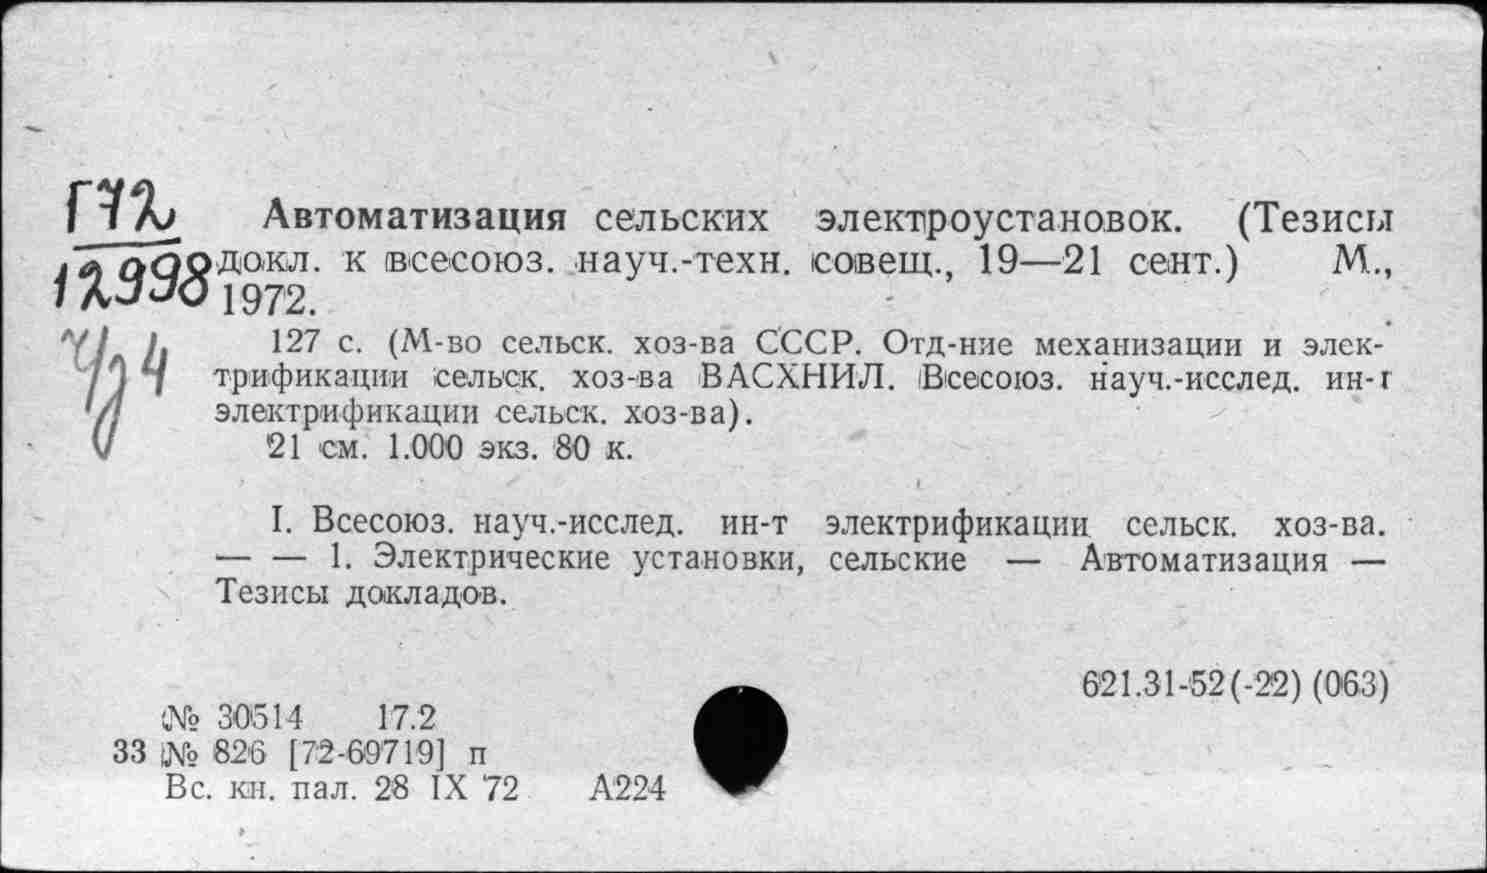 Г72
12998
Ч/24
Автоматизация сельских электроустановок. (Тезисы
докл. к всесоюз. науч.-техн. совещ., 19—21 сент.) М.,
1972.
127 с. (М-во сельск. хоз-ва СССР. Отд-ние механизации и элек-
трификации сельск. хоз-ва ВАСХНИЛ. Всесоюз. науч.-исслед. ин-т
электрификации сельск. хоз-ва).
21 см. 1.000 экз. 80 к.
I. Всесоюз. науч.-исслед. ин-т электрификации сельск. хоз-ва.
— — 1. Электрические установки, сельские — Автоматизация —
Тезисы докладов.
621.31-52(-22) (063)
№ 30514 17.2
33 № 826 [72-69719] п
Вс. кн. пал. 28 IX 72 А224